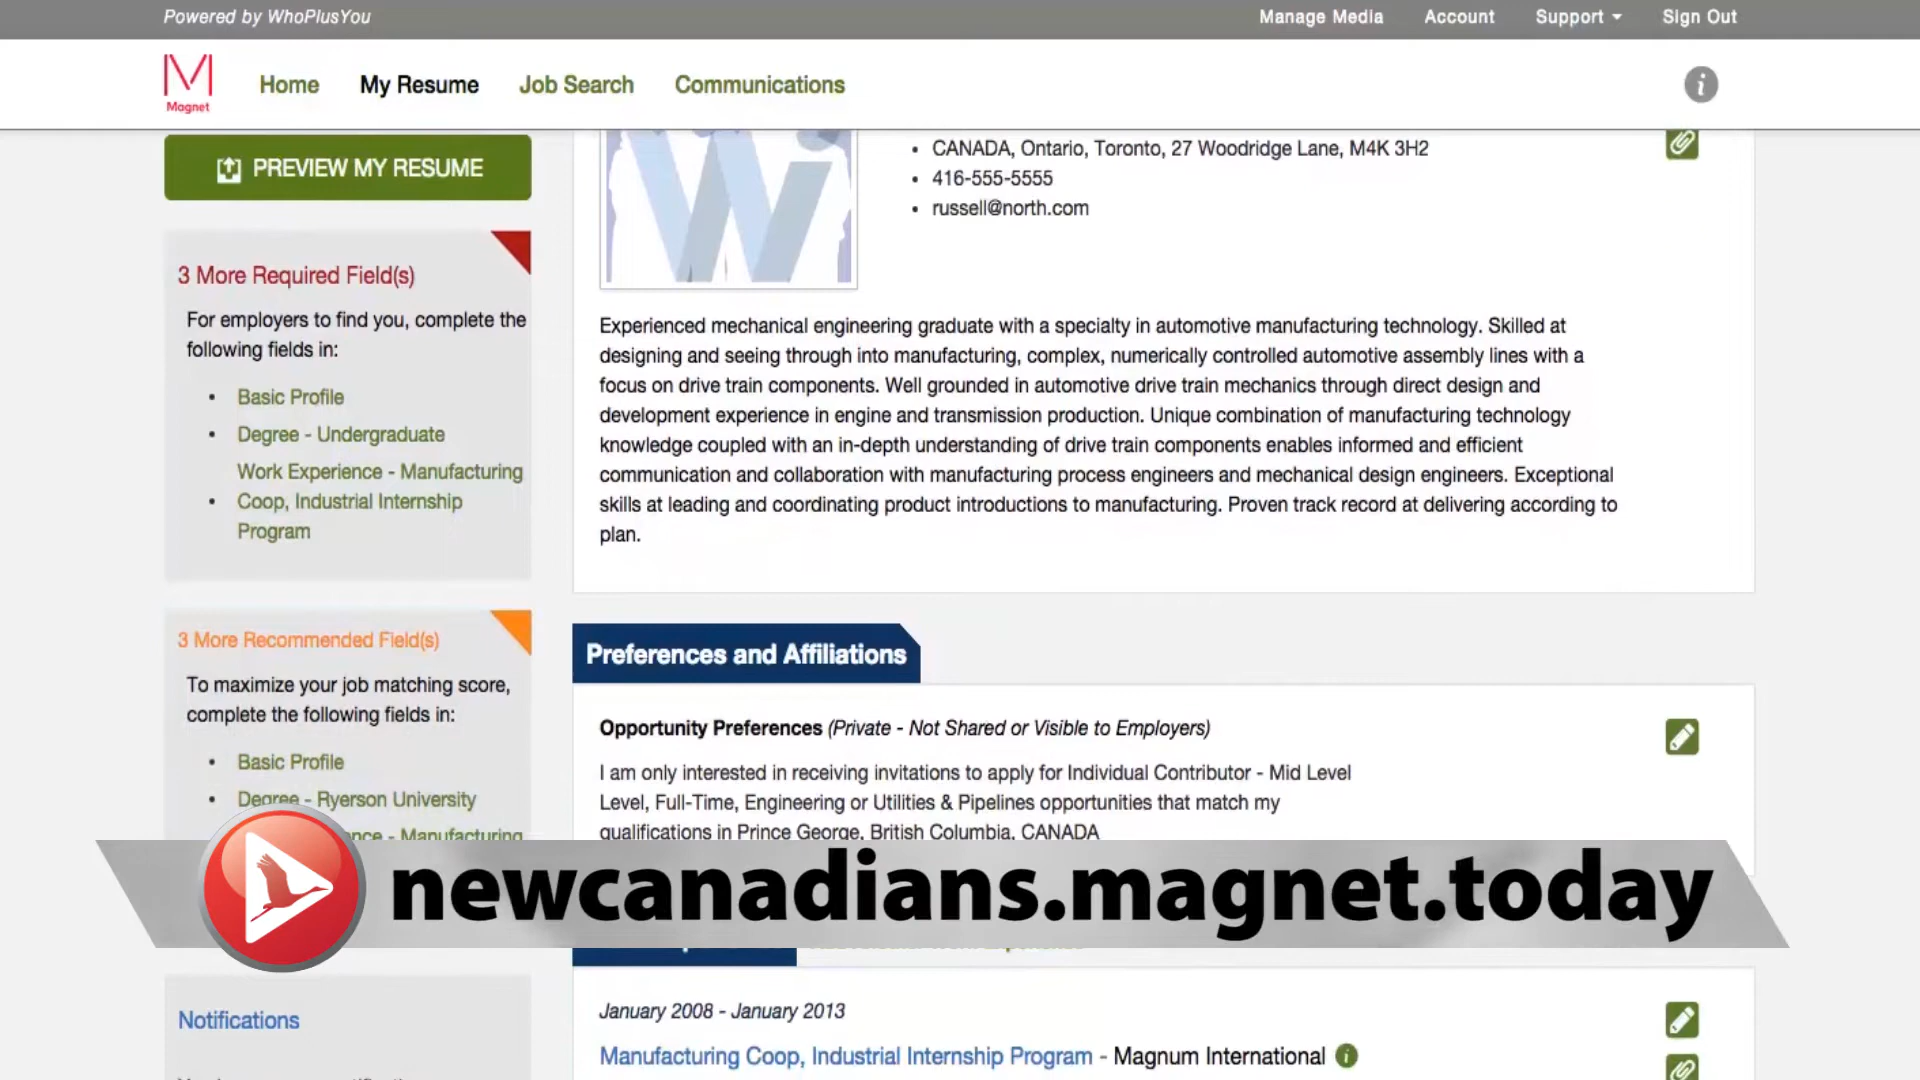 Powered by WhoPlusYou
Manage Media
Account
Support
Sign Out
Magnet
Home
My Resume
Job Search
Communications
PREVIEW MY RESUME
3 More Required Field(s)
For employers to find you, complete the
following fields in:
• Basic Profile
• Degree - Undergraduate
Work Experience - Manufacturing
• Coop, Industrial Internship
Program
3 More Recommended Field(s)
To maximize your job matching score,
complete the following fields in:
• Basic Profile
• Degree - Ryerson University
- Manufacturing
Notifications
• CANADA, Ontario, Toronto, 27 Woodridge Lane, M4K 3H2
• 416-555-5555
• russell@north.com
Experienced mechanical engineering graduate with a specialty in automotive manufacturing technology. Skilled at
designing and seeing through into manufacturing, complex, numerically controlled automotive assembly lines with a
focus on drive train components. Well grounded in automotive drive train mechanics through direct design and
development experience in engine and transmission production. Unique combination of manufacturing technology
knowledge coupled with an in-depth understanding of drive train components enables informed and efficient
communication and collaboration with manufacturing process engineers and mechanical design engineers. Exceptional
skills at leading and coordinating product introductions to manufacturing. Proven track record at delivering according to
plan.
Preferences and Affiliations
Opportunity Preferences (Private - Not Shared or Visible to Employers)
I am only interested in receiving invitations to apply for Individual Contributor - Mid Level
Level, Full-Time, Engineering or Utilities & Pipelines opportunities that match my
qualifications in Prince George, British Columbia, CANADA
newcanadians.magnet.today
January 2008 - January 2013
Manufacturing Coop, Industrial Internship Program - Magnum International